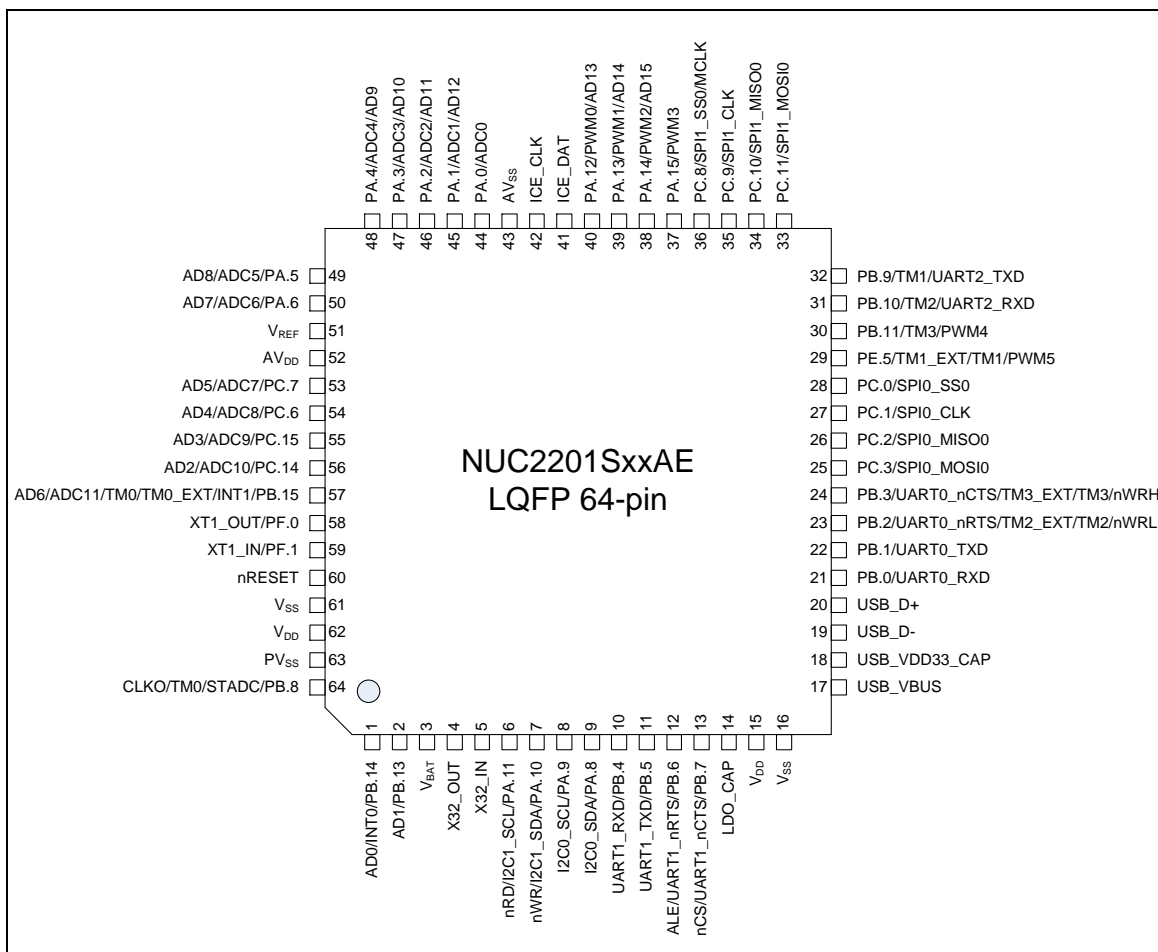 PA.4/ADC4/AD9
PA.3/ADC3/AD10
PA.2/ADC2/AD11
PA.1/ADC1/AD12
PA.0/ADC0
AVSS
ICE_CLK
ICE_DAT
PA.12/PWM0/AD13
PA.13/PWM1/AD14
PA.14/PWM2/AD15
PA.15/PWM3
PC.8/SPI1_SS0/MCLK
PC.9/SPI1_CLK
PC.10/SPI1_MISO0
PC.11/SPI1_MOSI0
48 47 46 45 44 43 42 41 40 39 38 37 36 35 34 33
AD8/ADC5/PA.5 49
AD7/ADC6/PA.6 50
VREF 51
AVDD 52
AD5/ADC7/PC.7 53
AD4/ADC8/PC.6 54
AD3/ADC9/PC.15 55
AD2/ADC10/PC.14 56
AD6/ADC11/TM0/TM0_EXT/INT1/PB.15 57
XT1_OUT/PF.0 58
XT1_IN/PF.1 59
nRESET 60
VSS 61
VDD 62
PVSS 63
CLKO/TM0/STADC/PB.8 64
NUC2201SxxAE
LQFP 64-pin
32 PB.9/TM1/UART2_TXD
31 PB.10/TM2/UART2_RXD
30 PB.11/TM3/PWM4
29 PE.5/TM1_EXT/TM1/PWM5
28 PC.0/SPI0_SS0
27 PC.1/SPI0_CLK
26 PC.2/SPI0_MISO0
25 PC.3/SPI0_MOSI0
24 PB.3/UART0_nCTS/TM3_EXT/TM3/nWRH
23 PB.2/UART0_nRTS/TM2_EXT/TM2/nWRL
22 PB.1/UART0_TXD
21 PB.0/UART0_RXD
20 USB_D+
19 USB_D-
18 USB_VDD33_CAP
17 USB_VBUS
1 2 3 4 5 6 7 8 9 10 11 12 13 14 15 16
AD0/INT0/PB.14
AD1/PB.13
VBAT
X32_OUT
X32_IN
nRD/I2C1_SCL/PA.11
nWR/I2C1_SDA/PA.10
I2C0_SCL/PA.9
I2C0_SDA/PA.8
UART1_RXD/PB.4
UART1_TXD/PB.5
ALE/UART1_nRTS/PB.6
nCS/UART1_nCTS/PB.7
LDO_CAP
VDD
VSS